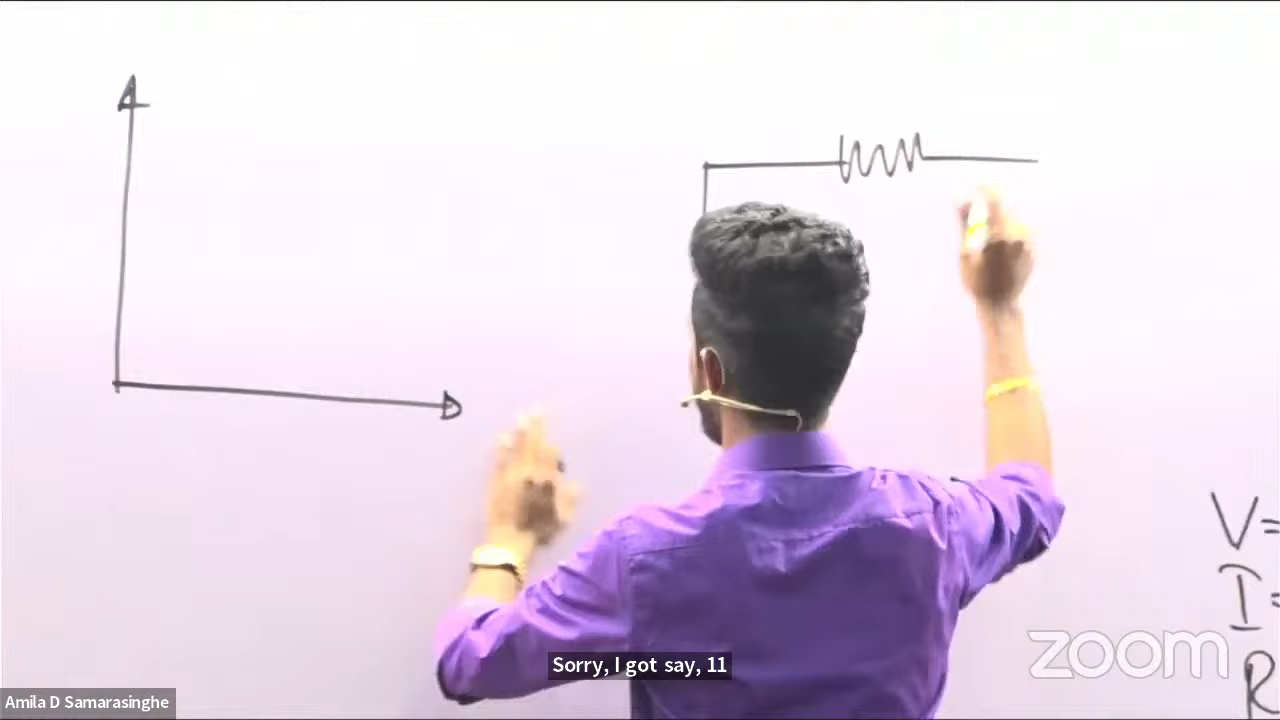 V=
I=
R
Sorry, I got say, 11
zoom
Amila D Samarasinghe